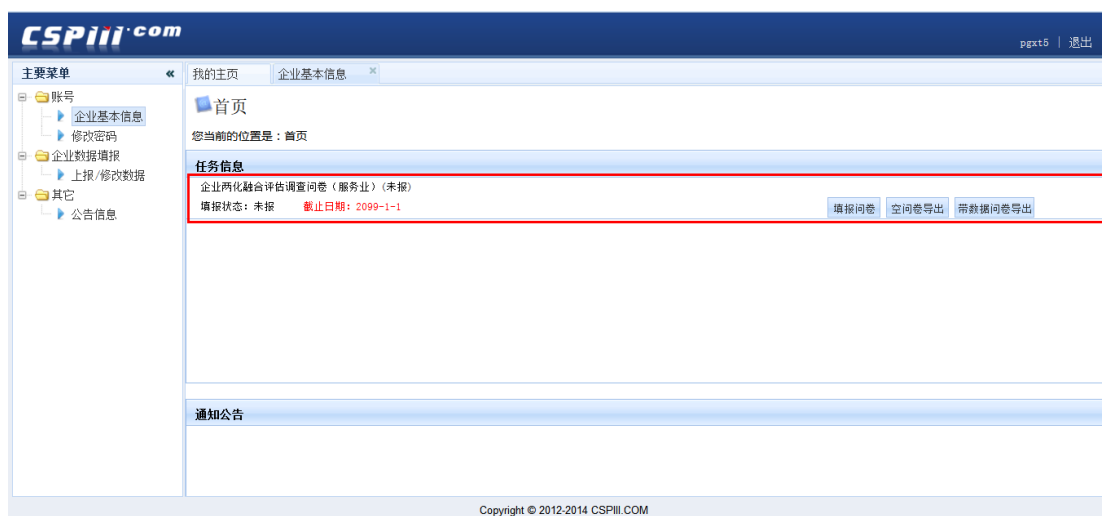 CSPiii.com
pgxt5 | 退出
主要菜单 «
我的主页 企业基本信息 ×
账号
企业基本信息
修改密码
企业数据填报
上报/修改数据
其它
公告信息
首页
您当前的位置是：首页
任务信息
企业两化融合评估调查问卷（服务业）(未报)
填报状态：未报 截止日期：2099-1-1
填报问卷 空问卷导出 带数据问卷导出
通知公告
Copyright © 2012-2014 CSPIII.COM